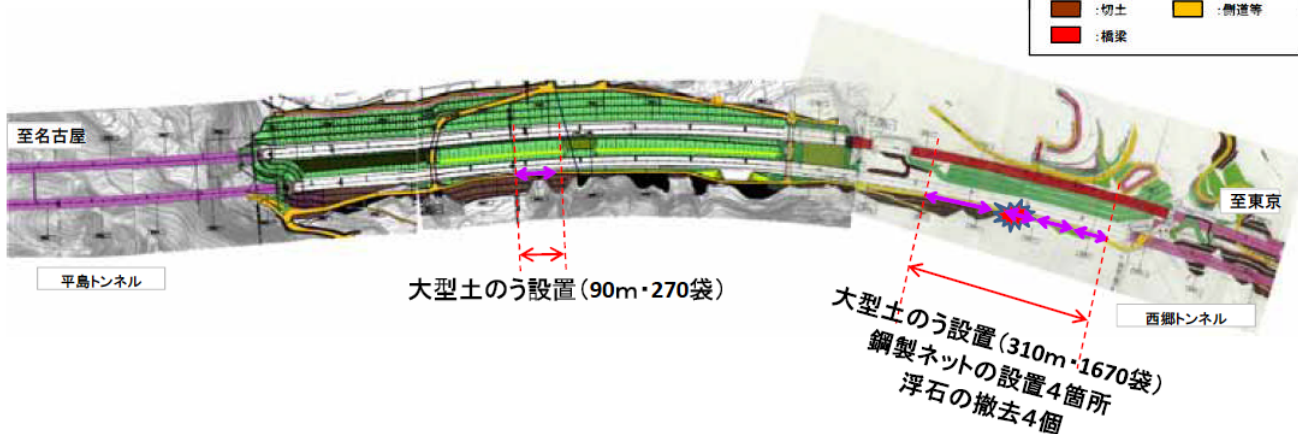 :切土
:側道等
:橋梁
至名古屋
至東京
平島トンネル
大型土のう設置(90m・270袋)
西郷トンネル
大型土のう設置(310m・1670袋)
鋼製ネットの設置4箇所
浮石の撤去4個